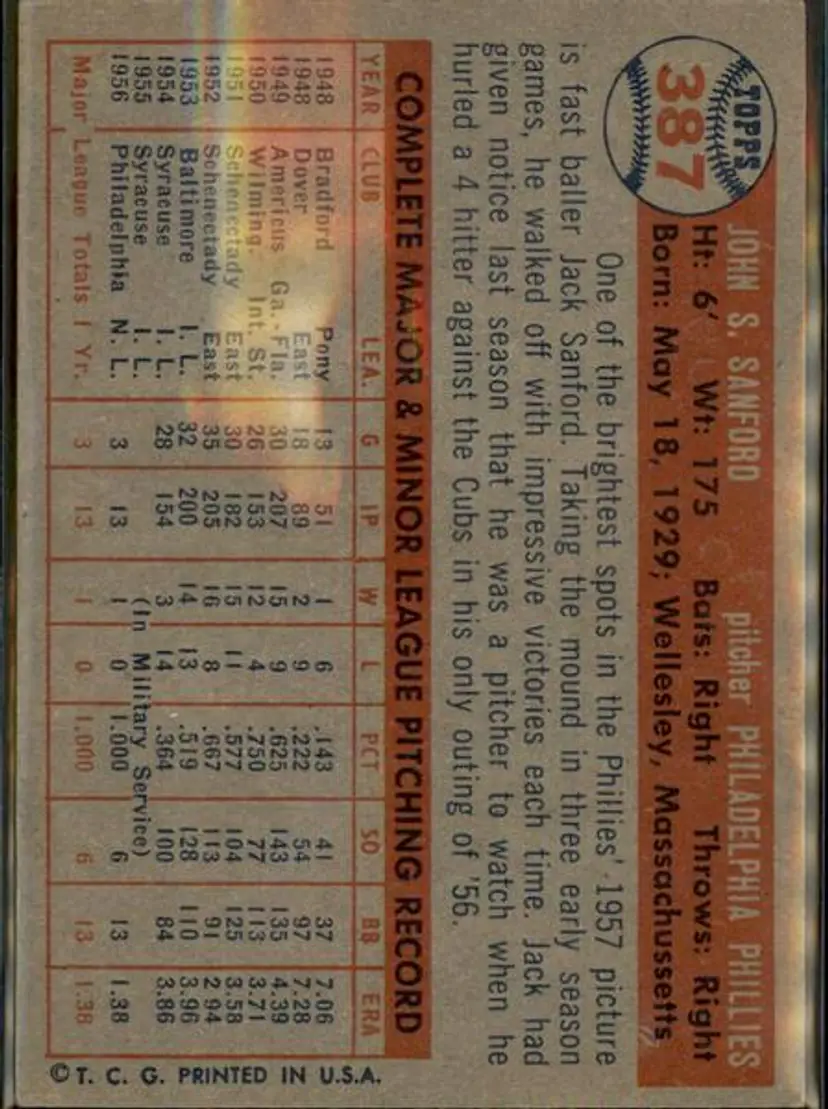 TOPPS
387
JOHN S. SANFORD pitcher PHILADELPHIA PHILLIES
Ht: 6' Wt: 175 Bats: Right Throws: Right
Born: May 18, 1929; Wellesley, Massachussetts
One of the brightest spots in the Phillies' 1957 picture
is fast baller Jack Sanford. Taking the mound in three early season
games, he walked off with impressive victories each time. Jack had
given notice last season that he was a pitcher to watch when he
hurled a 4 hitter against the Cubs in his only outing of '56.
COMPLETE MAJOR & MINOR LEAGUE PITCHING RECORD
YEAR CLUB LEA. G IP W L PCT SO BB ERA
1948 Bradford Pony 13 51 1 6 .143 41 37 7.06
1948 Dover East 18 89 2 9 .222 54 97 7.28
1949 Americus Ga.-Fla. 30 207 15 9 .625 143 135 4.39
1950 Wilming. Int. St. 26 153 12 4 .750 77 113 3.71
1951 Schenectady East 30 182 15 11 .577 104 125 3.58
1952 Schenectady East 35 205 16 8 .667 113 91 2.94
1953 Baltimore I. L. 32 200 14 13 .519 128 110 3.96
1954 Syracuse I. L. 28 154 3 14 .364 100 84 3.86
1955 Syracuse I. L. (In Military Service)
1956 Philadelphia N. L. 3 13 1 0 1.000 6 13 1.38
Major League Totals 1 Yr. 3 13 1 0 1.000 6 13 1.38
© T. C. G. PRINTED IN U.S.A.